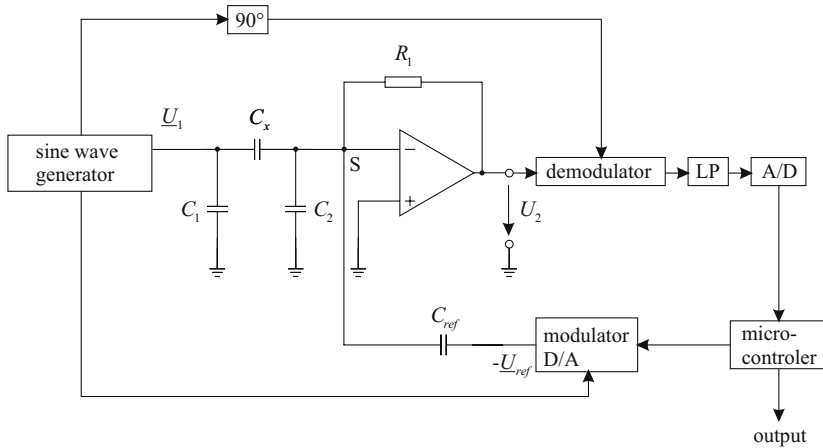 90°
R1
U1
Cx
sine wave
generator
S
−
+
C1
C2
U2
demodulator
LP
A/D
Cref
-Uref
modulator
D/A
micro-
controler
output